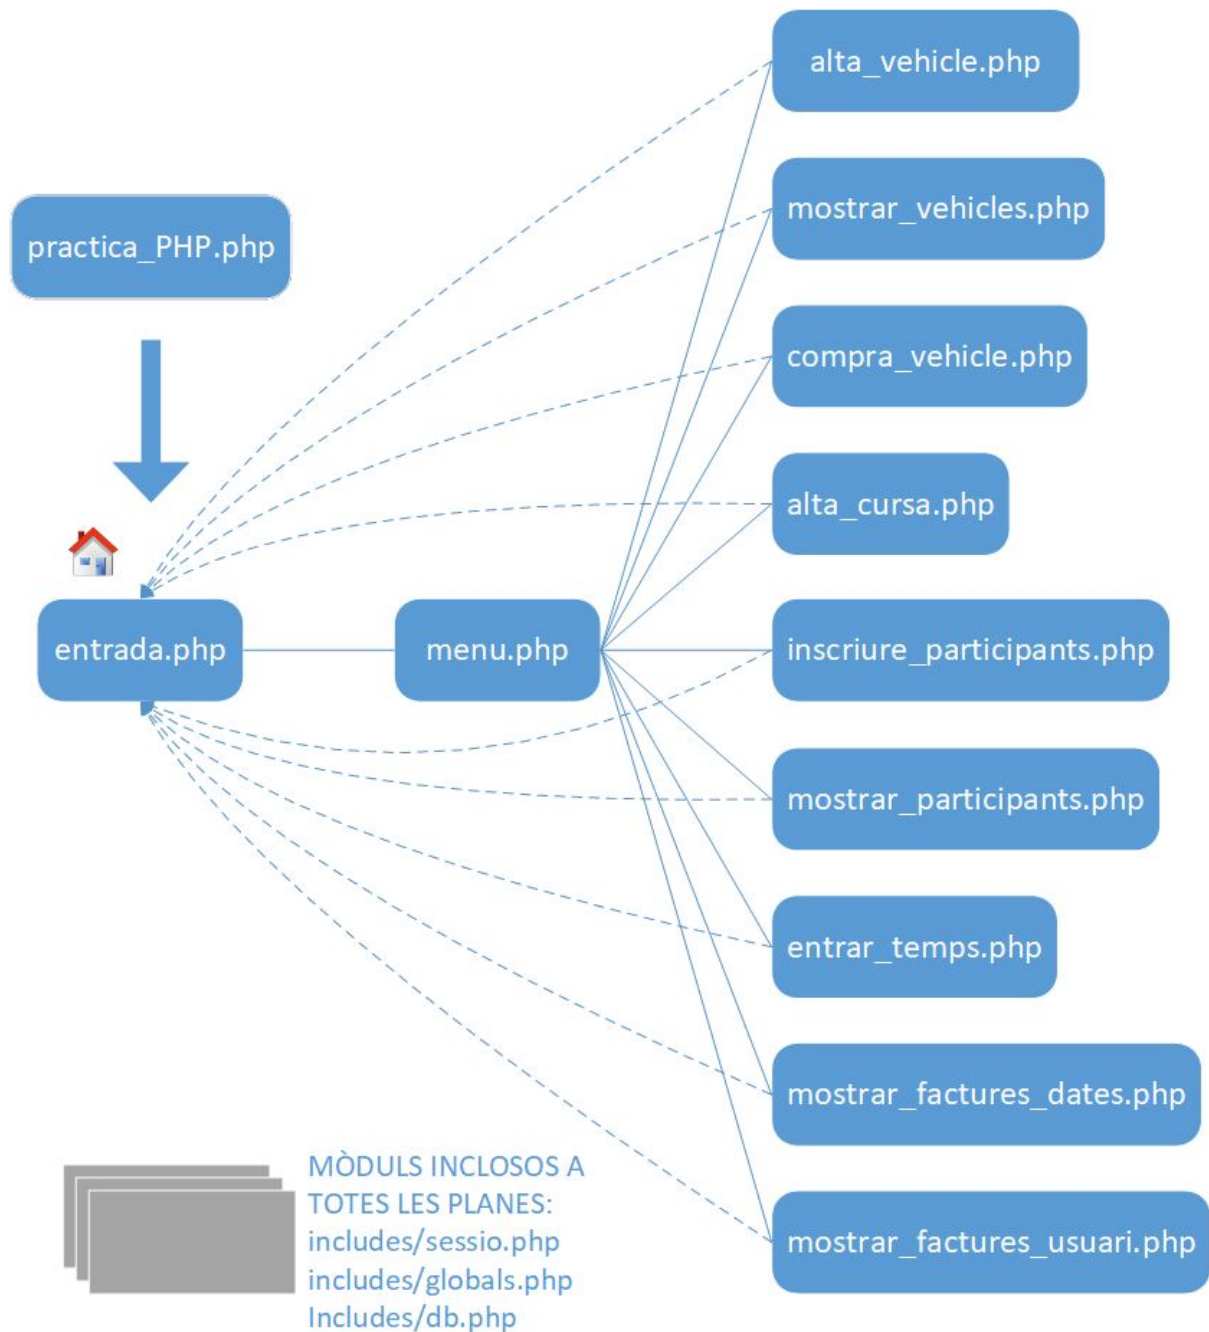 alta_vehicle.php
mostrar_vehicles.php
practica_PHP.php
compra_vehicle.php
alta_cursa.php
entrada.php
menu.php
inscriure_participants.php
mostrar_participants.php
entrar_temps.php
mostrar_factures_dates.php
mostrar_factures_usuari.php
MÒDULS INCLOSOS A
TOTES LES PLANES:
includes/sessio.php
includes/globals.php
Includes/db.php